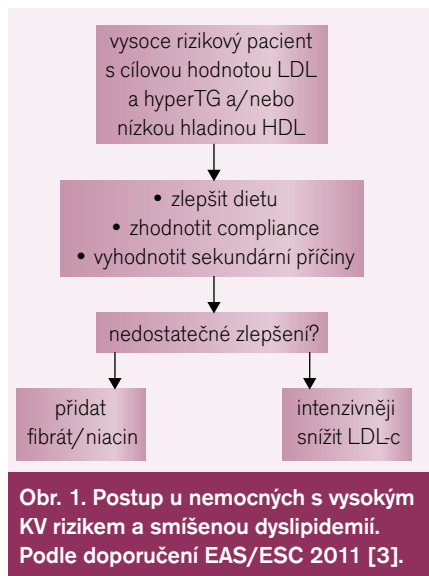 vysoce rizikový pacient
s cílovou hodnotou LDL
a hyperTG a/nebo
nízkou hladinou HDL
• zlepšit dietu
• zhodnotit compliance
• vyhodnotit sekundární příčiny
nedostatečné zlepšení?
přidat
fibrát/niacin
intenzivněji
snížit LDL-c
Obr. 1. Postup u nemocných s vysokým
KV rizikem a smíšenou dyslipidemií.
Podle doporučení EAS/ESC 2011 [3].